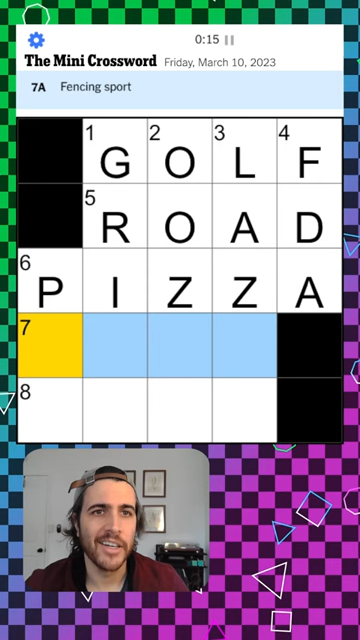 0:15
The Mini Crossword Friday, March 10, 2023
7A Fencing sport
1 G 2 O 3 L 4 F
5 R O A D
6 P I Z Z A
7
8